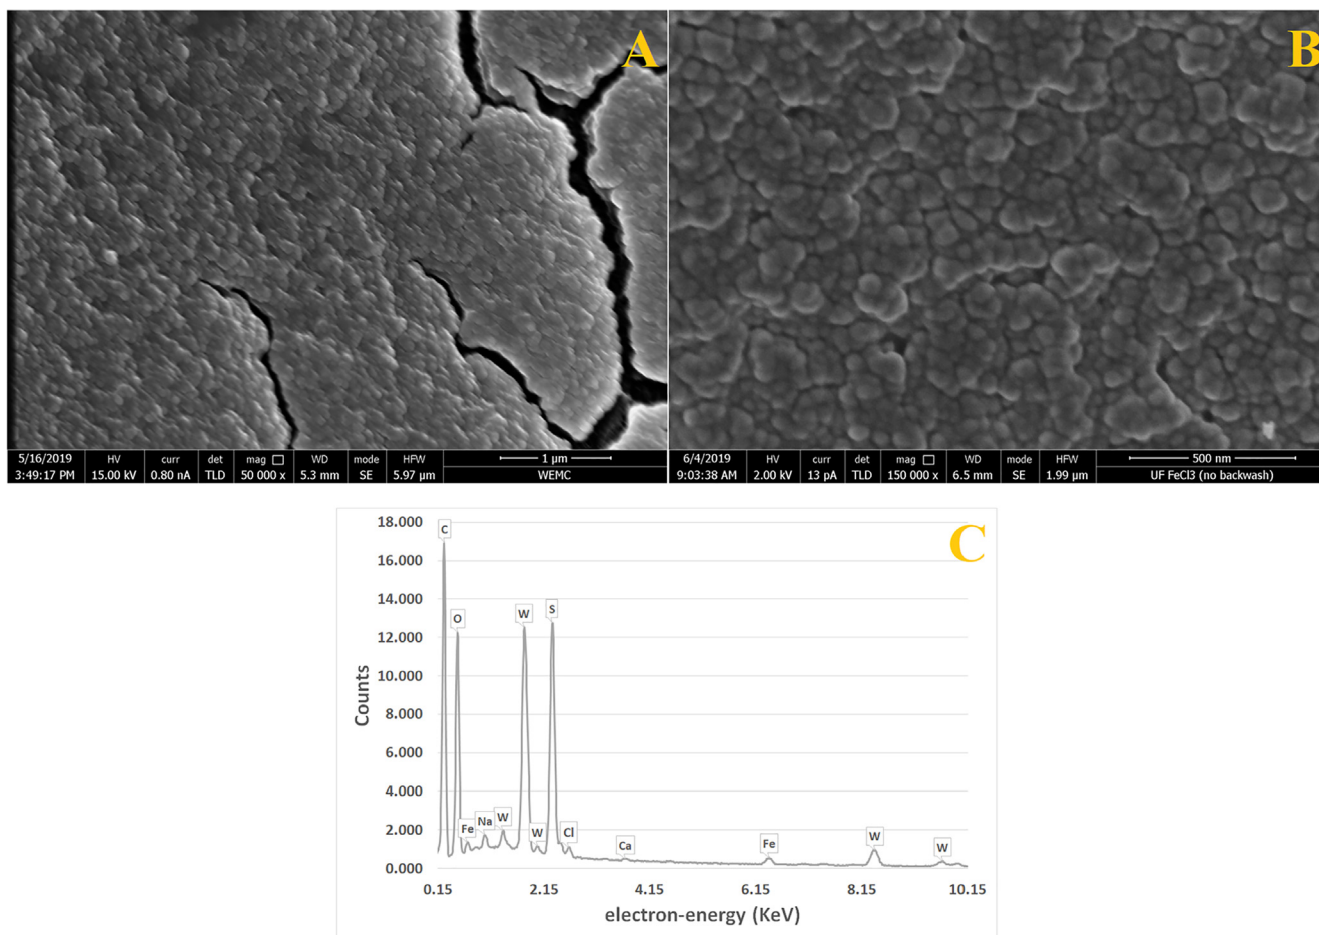 A
B
5/16/2019 HV curr det mag WD mode HFW 1 µm
3:49:17 PM 15.00 kV 0.80 nA TLD 50 000 x 5.3 mm SE 5.97 µm WEMC
6/4/2019 HV curr det mag WD mode HFW 500 nm
9:03:38 AM 2.00 kV 13 pA TLD 150 000 x 6.5 mm SE 1.99 µm UF FeCl3 (no backwash)
C
18.000
16.000
14.000
12.000
10.000
8.000
6.000
4.000
2.000
0.000
Counts
C
O
Fe
Na
W
W
W
S
Cl
Ca
Fe
W
W
0.15 2.15 4.15 6.15 8.15 10.15
electron-energy (KeV)